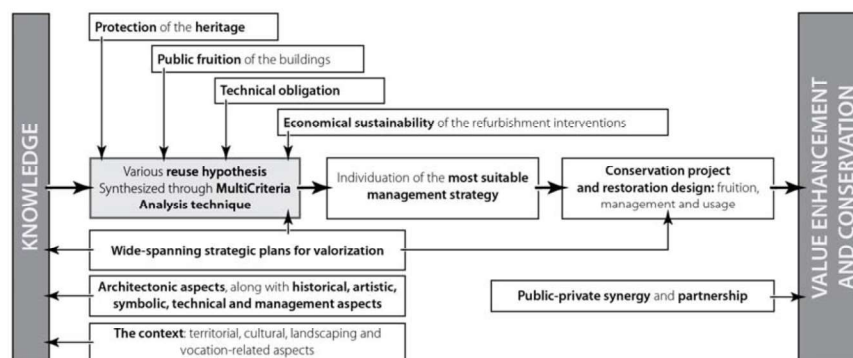 Protection of the heritage
Public fruition of the buildings
Technical obligation
Economical sustainability of the refurbishment interventions
KNOWLEDGE
Various reuse hypothesis
Synthesized through MultiCriteria
Analysis technique
Individuation of the most suitable
management strategy
Conservation project
and restoration design: fruition,
management and usage
VALUE ENHANCEMENT
AND CONSERVATION
Wide-spanning strategic plans for valorization
Architectonic aspects, along with historical, artistic,
symbolic, technical and management aspects
Public-private synergy and partnership
The context: territorial, cultural, landscaping and
vocation-related aspects